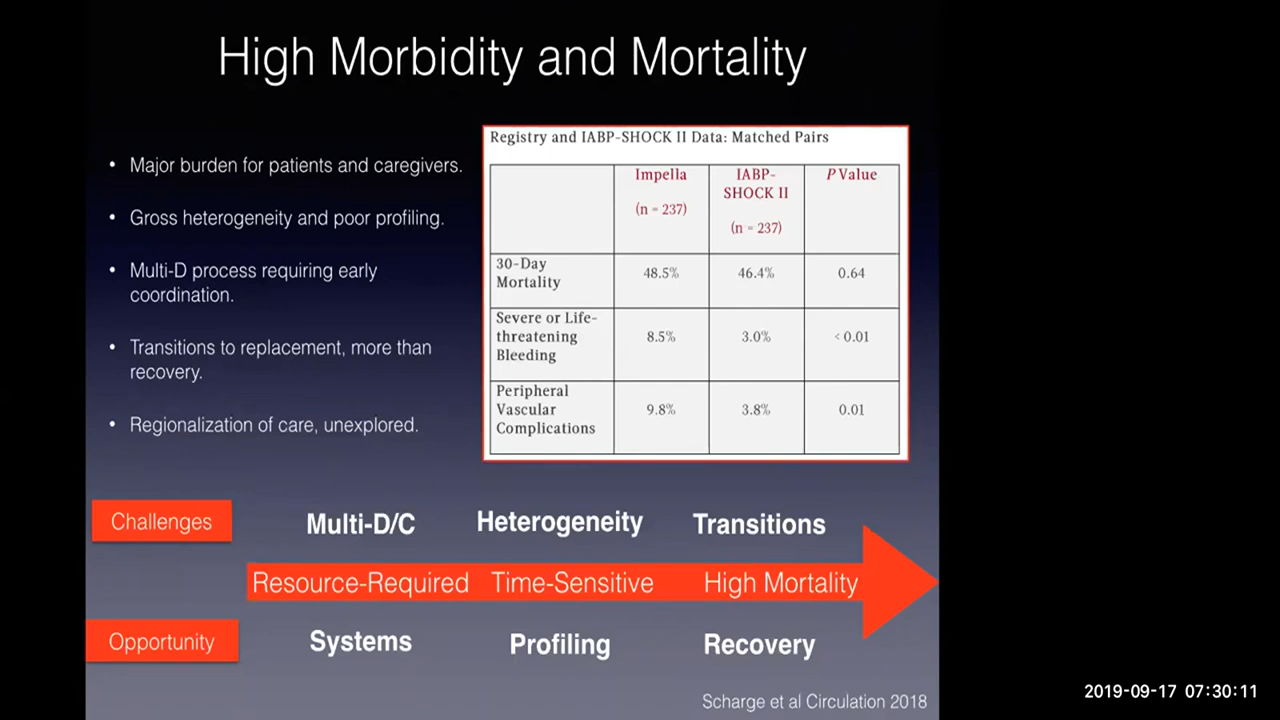 High Morbidity and Mortality
• Major burden for patients and caregivers.
• Gross heterogeneity and poor profiling.
• Multi-D process requiring early
coordination.
• Transitions to replacement, more than
recovery.
• Regionalization of care, unexplored.
Registry and IABP-SHOCK II Data: Matched Pairs
Impella
(n = 237)
IABP-
SHOCK II
(n = 237)
P Value
30-Day
Mortality
48.5% 46.4% 0.64
Severe or Life-
threatening
Bleeding
8.5% 3.0% < 0.01
Peripheral
Vascular
Complications
9.8% 3.8% 0.01
Challenges Multi-D/C Heterogeneity Transitions
Resource-Required Time-Sensitive High Mortality
Opportunity Systems Profiling Recovery
Scharge et al Circulation 2018
2019-09-17 07:30:11